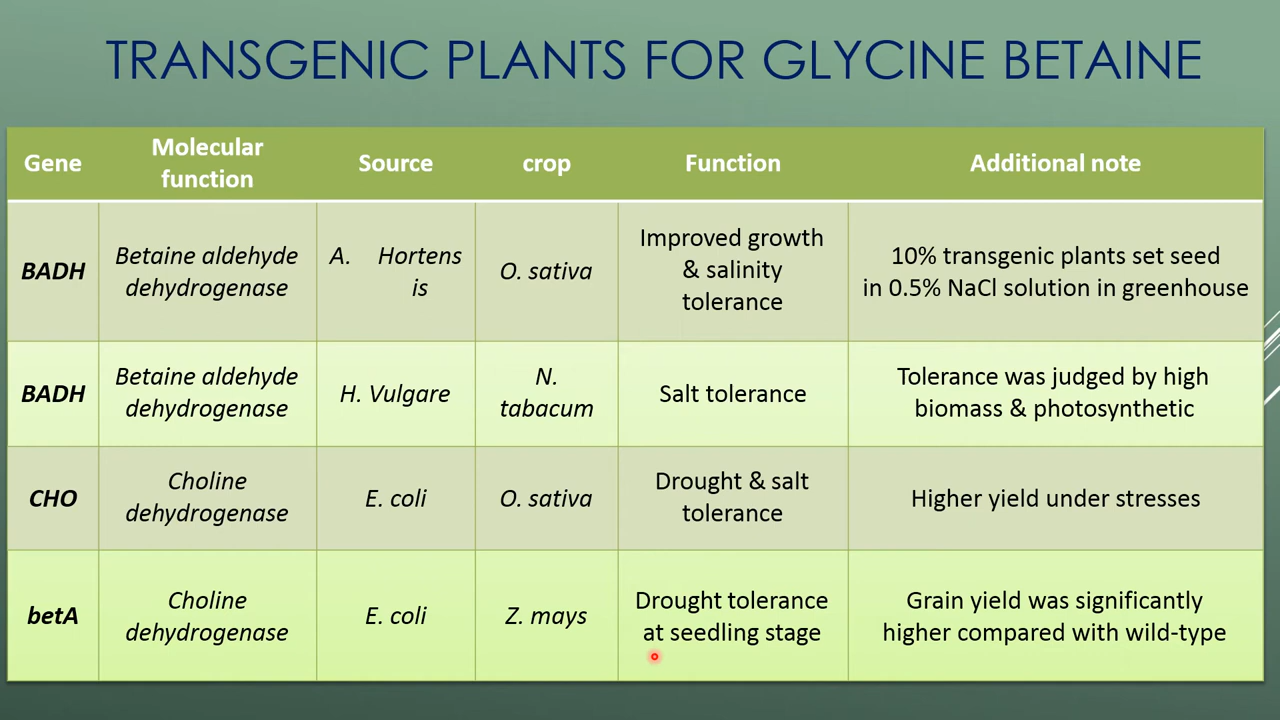 TRANSGENIC PLANTS FOR GLYCINE BETAINE
Gene
Molecular
function
Source
crop
Function
Additional note
BADH
Betaine aldehyde
dehydrogenase
A. Hortens
is
O. sativa
Improved growth
& salinity
tolerance
10% transgenic plants set seed
in 0.5% NaCl solution in greenhouse
BADH
Betaine aldehyde
dehydrogenase
H. Vulgare
N.
tabacum
Salt tolerance
Tolerance was judged by high
biomass & photosynthetic
CHO
Choline
dehydrogenase
E. coli
O. sativa
Drought & salt
tolerance
Higher yield under stresses
betA
Choline
dehydrogenase
E. coli
Z. mays
Drought tolerance
at seedling stage
Grain yield was significantly
higher compared with wild-type